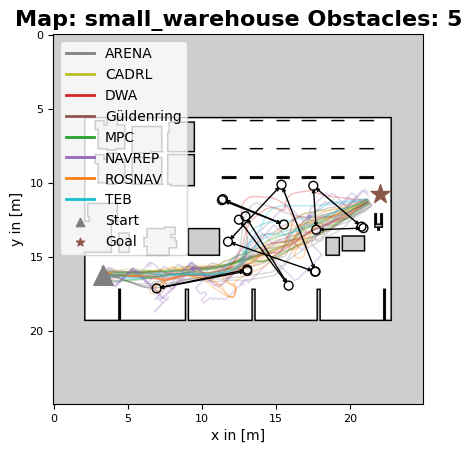 Map: small_warehouse Obstacles: 5
ARENA
CADRL
DWA
Güldenring
MPC
NAVREP
ROSNAV
TEB
Start
Goal
0
5
10
15
20
y in [m]
0 5 10 15 20
x in [m]